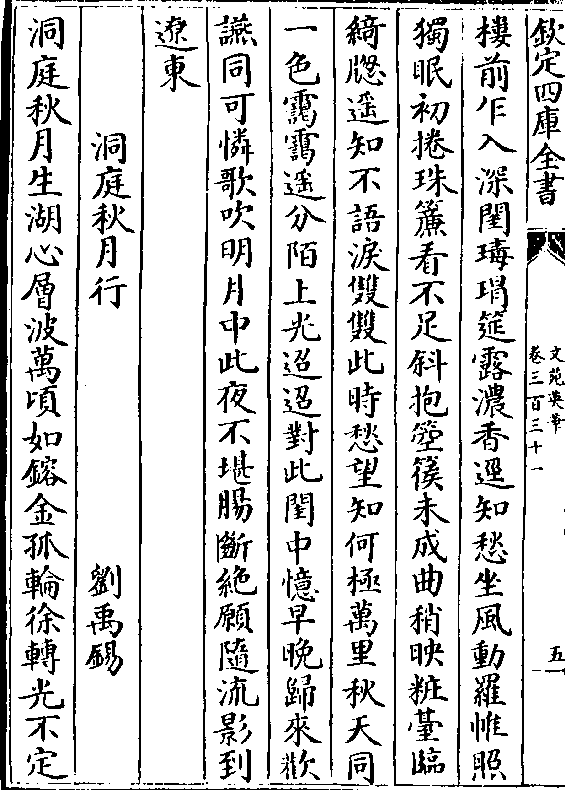 欽定四庫全書
文苑英華
卷三百三十一
五
樓前乍入深閨瑇瑁筵露濃香逕知愁坐風動羅帷照
獨眠初捲珠簾看不足斜抱箜篌未成曲稍映粧臺臨
綺牕遥知不語淚雙雙此時愁望知何極萬里秋天同
一色靄靄遥分陌上光迢迢對此閨中憶早晚歸來歡
讌同可憐歌吹明月中此夜不堪腸斷絶願隨流影到
遼東
洞庭秋月行
劉禹錫
洞庭秋月生湖心層波萬頃如鎔金孤輪徐轉光不定